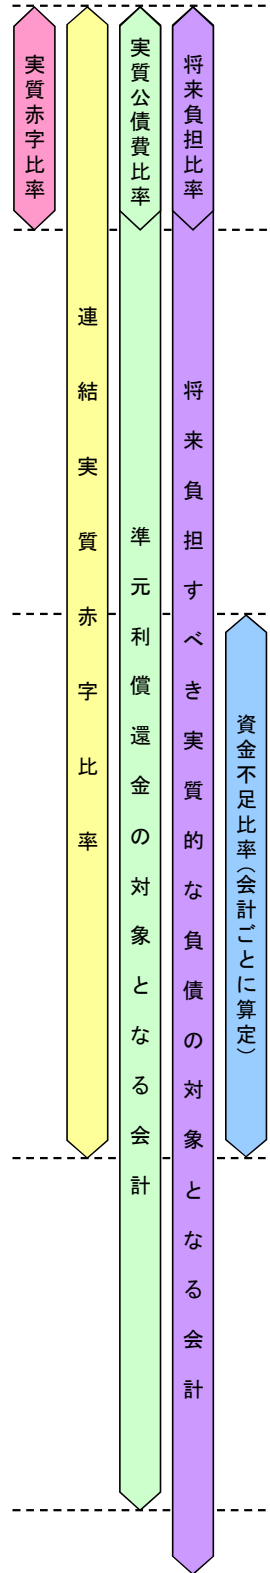 実質赤字比率
連結実質赤字比率
実質公債費比率
準元利償還金の対象となる会計
将来負担比率
将来負担すべき実質的な負債の対象となる会計
資金不足比率(会計ごとに算定)